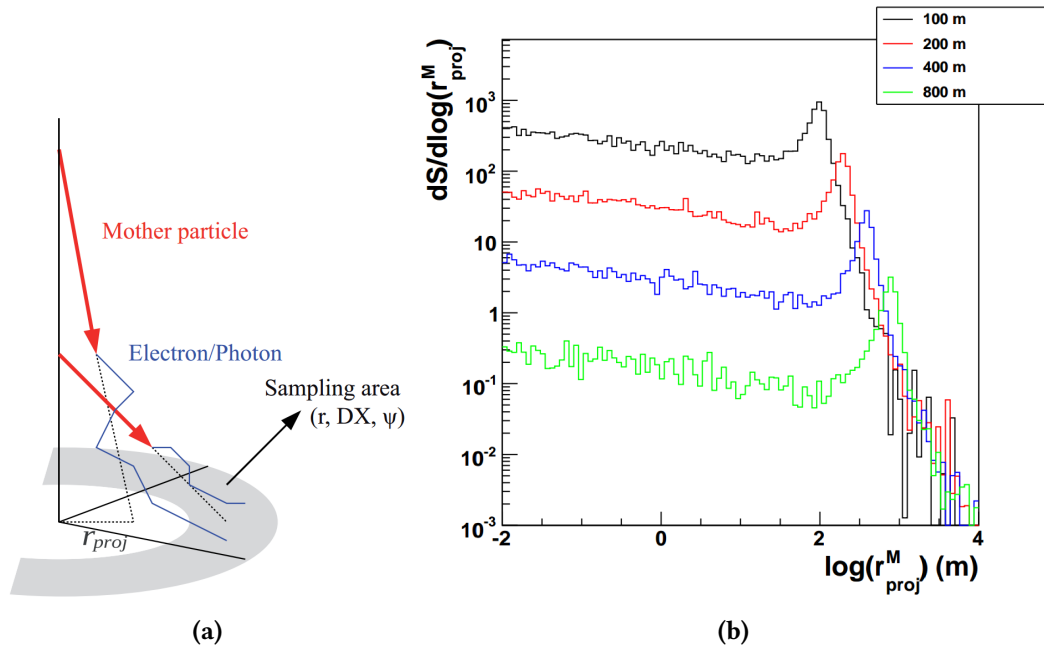 Mother particle
Electron/Photon
Sampling area
(r, DX, ψ)
r_proj
(a)
100 m
200 m
400 m
800 m
dS/dlog(r^M_proj)
10^3
10^2
10
1
10^-1
10^-2
10^-3
-2
0
2
4
log(r^M_proj) (m)
(b)